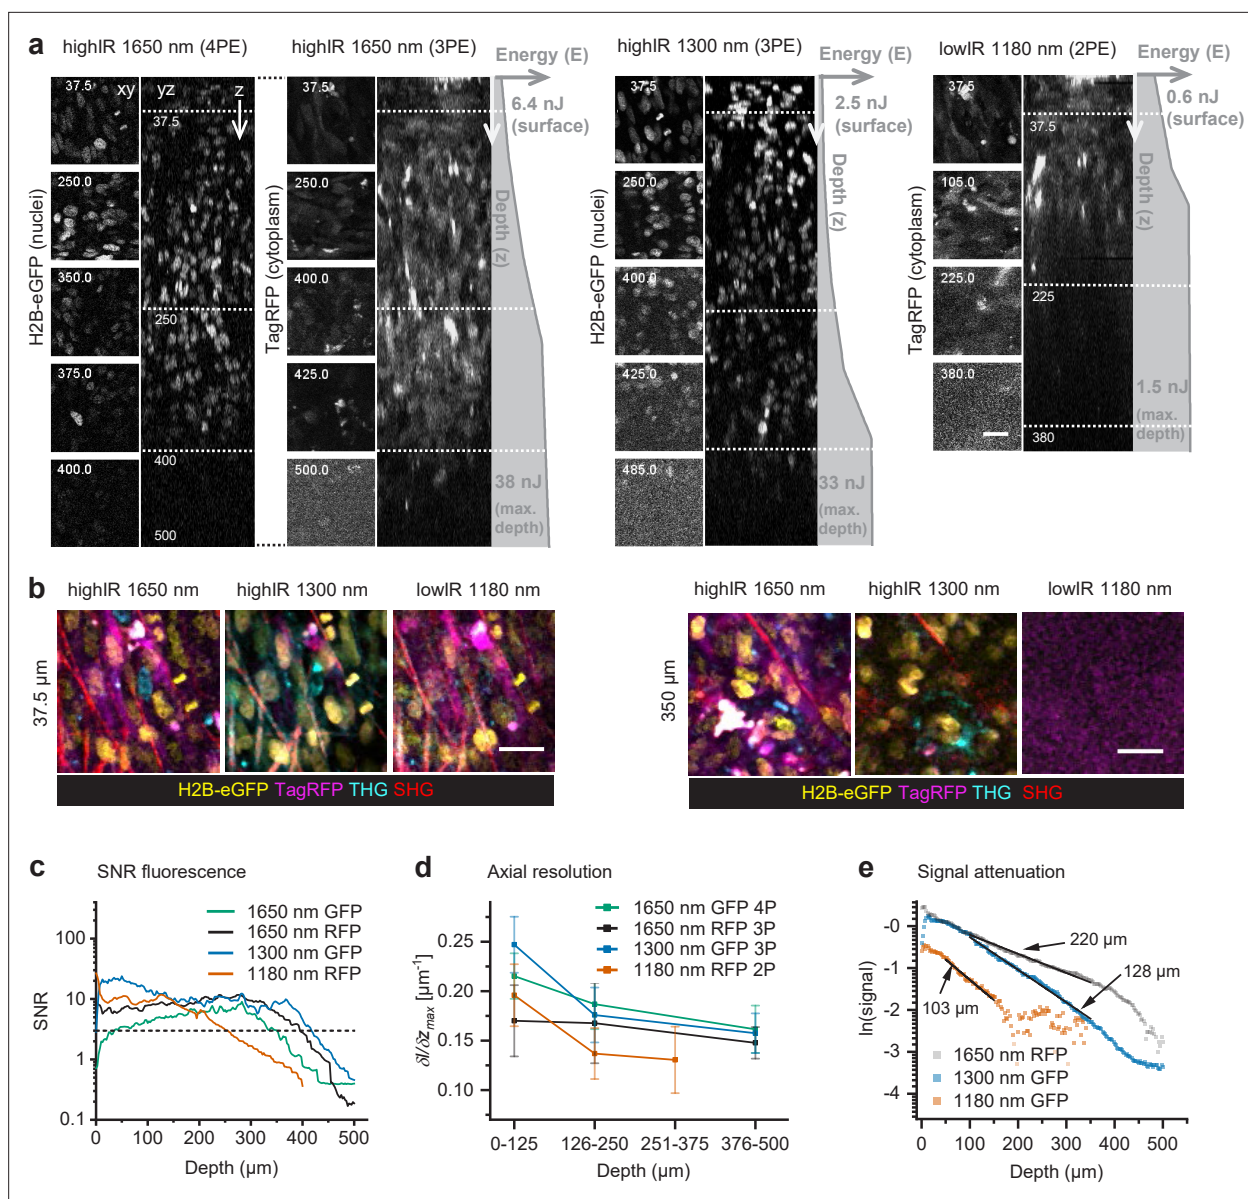 a
highIR 1650 nm (4PE)
highIR 1650 nm (3PE)
Energy (E)
6.4 nJ
(surface)
Depth (z)
38 nJ
(max.
depth)
H2B-eGFP (nuclei)
37.5
xy
250.0
350.0
375.0
400.0
yz
z
37.5
250
400
500
TagRFP (cytoplasm)
37.5
250.0
400.0
425.0
500.0
highIR 1300 nm (3PE)
Energy (E)
2.5 nJ
(surface)
Depth (z)
33 nJ
(max.
depth)
H2B-eGFP (nuclei)
37.5
250.0
400.0
425.0
485.0
lowIR 1180 nm (2PE)
Energy (E)
0.6 nJ
(surface)
Depth (z)
1.5 nJ
(max.
depth)
TagRFP (cytoplasm)
37.5
105.0
225.0
380.0
37.5
225
380
b
highIR 1650 nm
highIR 1300 nm
lowIR 1180 nm
37.5 µm
H2B-eGFP TagRFP THG SHG
highIR 1650 nm
highIR 1300 nm
lowIR 1180 nm
350 µm
H2B-eGFP TagRFP THG SHG
c
SNR fluorescence
1650 nm GFP
1650 nm RFP
1300 nm GFP
1180 nm RFP
SNR
100
10
1
0.1
0 100 200 300 400 500
Depth (µm)
d
Axial resolution
1650 nm GFP 4P
1650 nm RFP 3P
1300 nm GFP 3P
1180 nm RFP 2P
δI/δz max [µm-1]
0.25
0.20
0.15
0.10
0-125 126-250 251-375 376-500
Depth (µm)
e
Signal attenuation
220 µm
128 µm
103 µm
1650 nm RFP
1300 nm GFP
1180 nm GFP
ln(signal)
-0
-1
-2
-3
-4
0 100 200 300 400 500
Depth (µm)